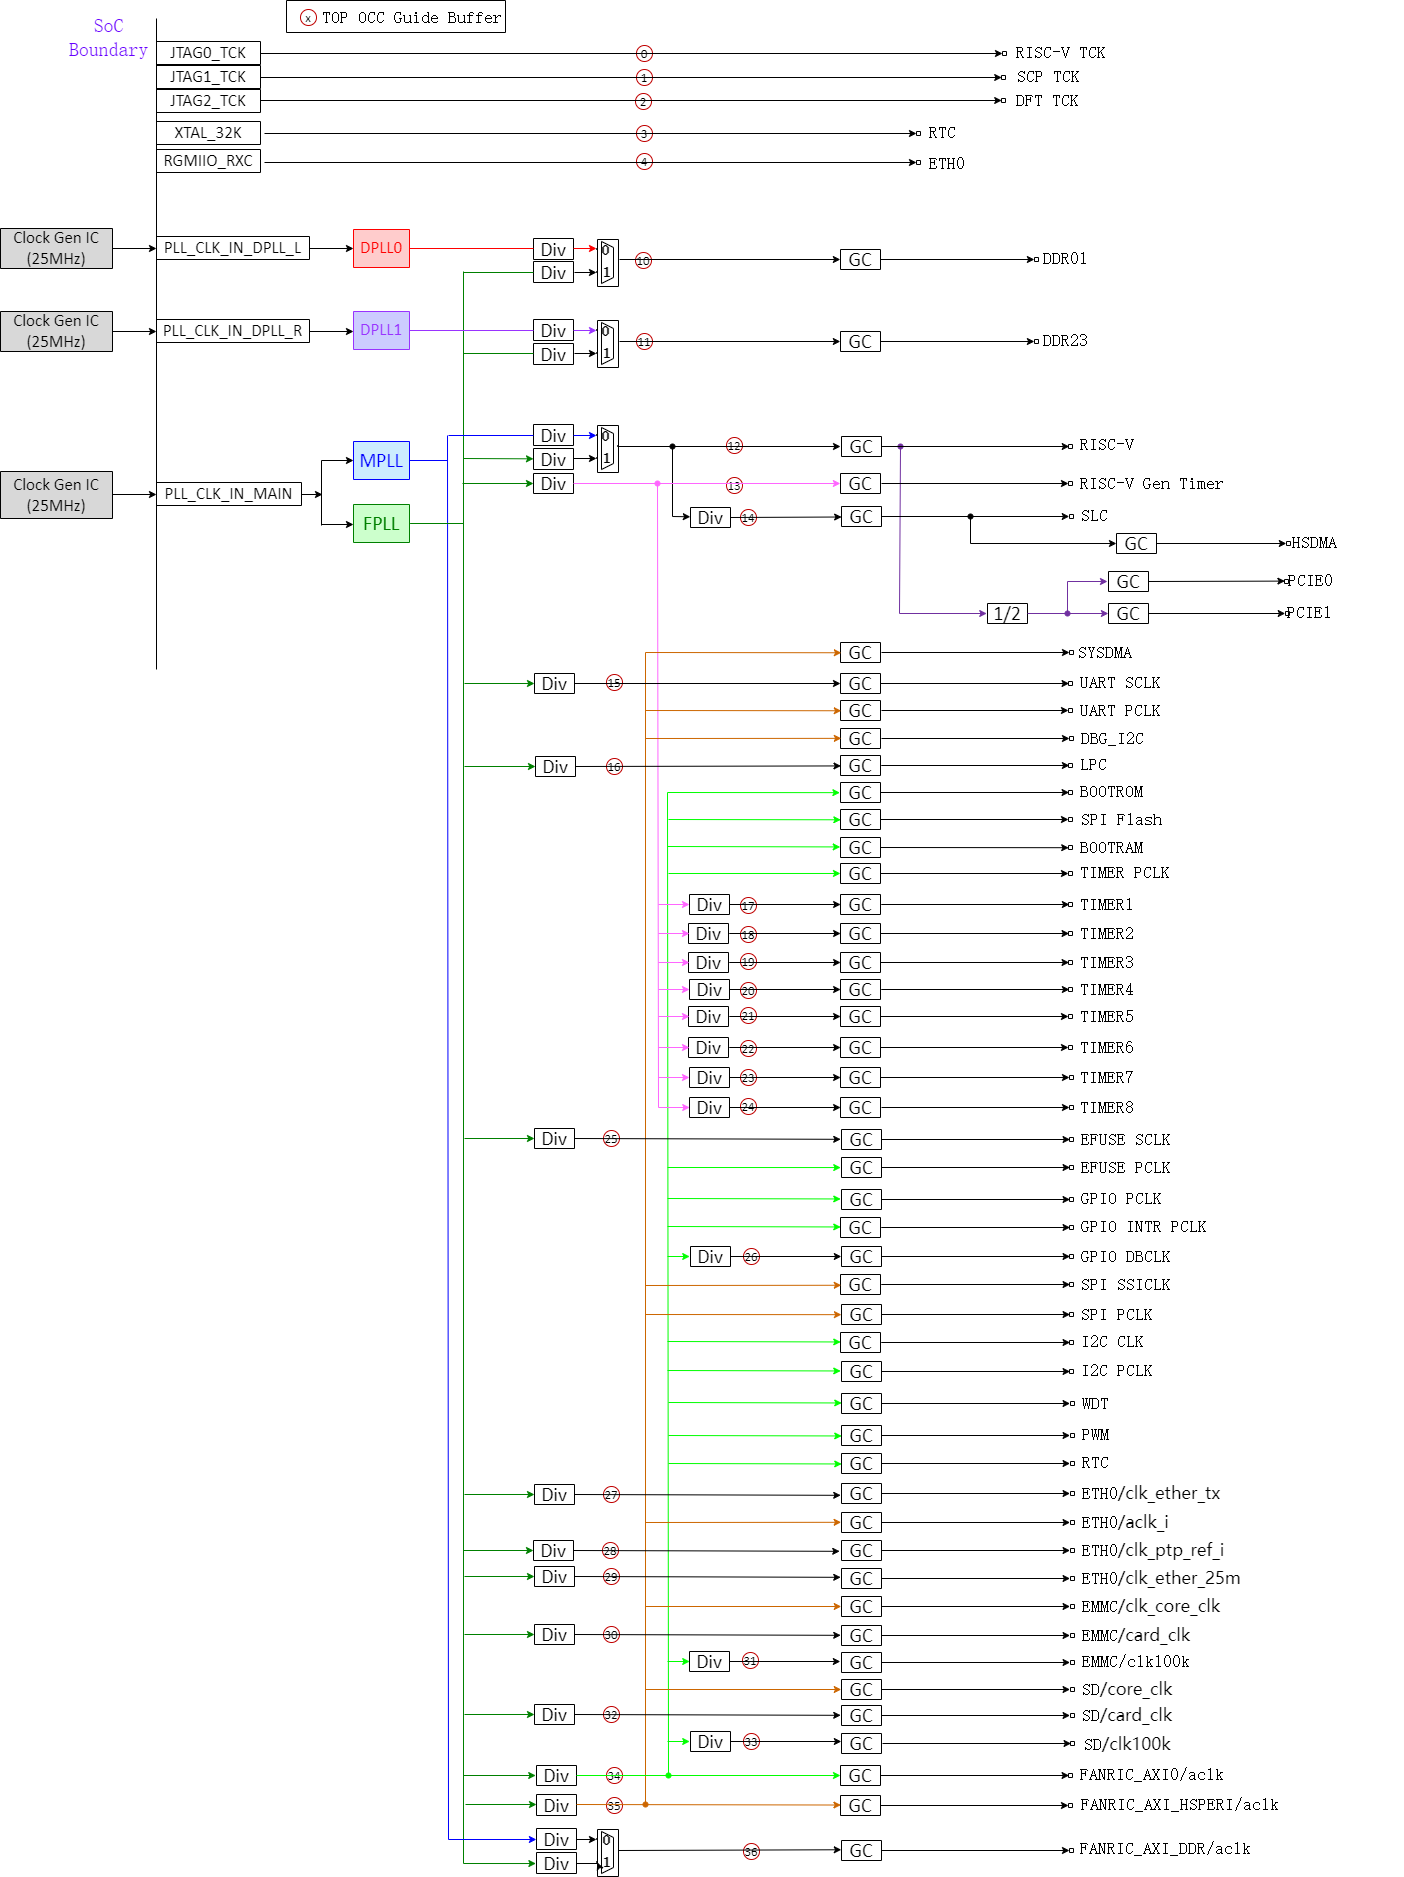 ⓧ TOP OCC Guide Buffer
SoC
Boundary
JTAG0_TCK 0 RISC-V TCK
JTAG1_TCK 1 SCP TCK
JTAG2_TCK 2 DFT TCK
XTAL_32K 3 RTC
RGMIIO_RXC 4 ETH0
Clock Gen IC
(25MHz)
PLL_CLK_IN_DPLL_L DPLL0 Div 0 10 GC DDR01
Div 1
Clock Gen IC
(25MHz)
PLL_CLK_IN_DPLL_R DPLL1 Div 0 11 GC DDR23
Div 1
Clock Gen IC
(25MHz)
PLL_CLK_IN_MAIN
MPLL
FPLL
Div 0 12 GC RISC-V
Div 1
Div 13 GC RISC-V Gen Timer
Div 14 GC SLC
GC HSDMA
GC PCIE0
1/2 GC PCIE1
GC SYSDMA
Div 15 GC UART SCLK
GC UART PCLK
GC DBG_I2C
Div 16 GC LPC
GC BOOTROM
GC SPI Flash
GC BOOTRAM
GC TIMER PCLK
Div 17 GC TIMER1
Div 18 GC TIMER2
Div 19 GC TIMER3
Div 20 GC TIMER4
Div 21 GC TIMER5
Div 22 GC TIMER6
Div 23 GC TIMER7
Div 24 GC TIMER8
Div 25 GC EFUSE SCLK
GC EFUSE PCLK
GC GPIO PCLK
GC GPIO INTR PCLK
Div 26 GC GPIO DBCLK
GC SPI SSICLK
GC SPI PCLK
GC I2C CLK
GC I2C PCLK
GC WDT
GC PWM
GC RTC
Div 27 GC ETH0/clk_ether_tx
GC ETH0/aclk_i
Div 28 GC ETH0/clk_ptp_ref_i
Div 29 GC ETH0/clk_ether_25m
GC EMMC/clk_core_clk
Div 30 GC EMMC/card_clk
Div 31 GC EMMC/clk100k
GC SD/core_clk
Div 32 GC SD/card_clk
Div 33 GC SD/clk100k
Div 34 GC FANRIC_AXI0/aclk
Div 35 GC FANRIC_AXI_HSPERI/aclk
Div 0 36 GC FANRIC_AXI_DDR/aclk
Div 1